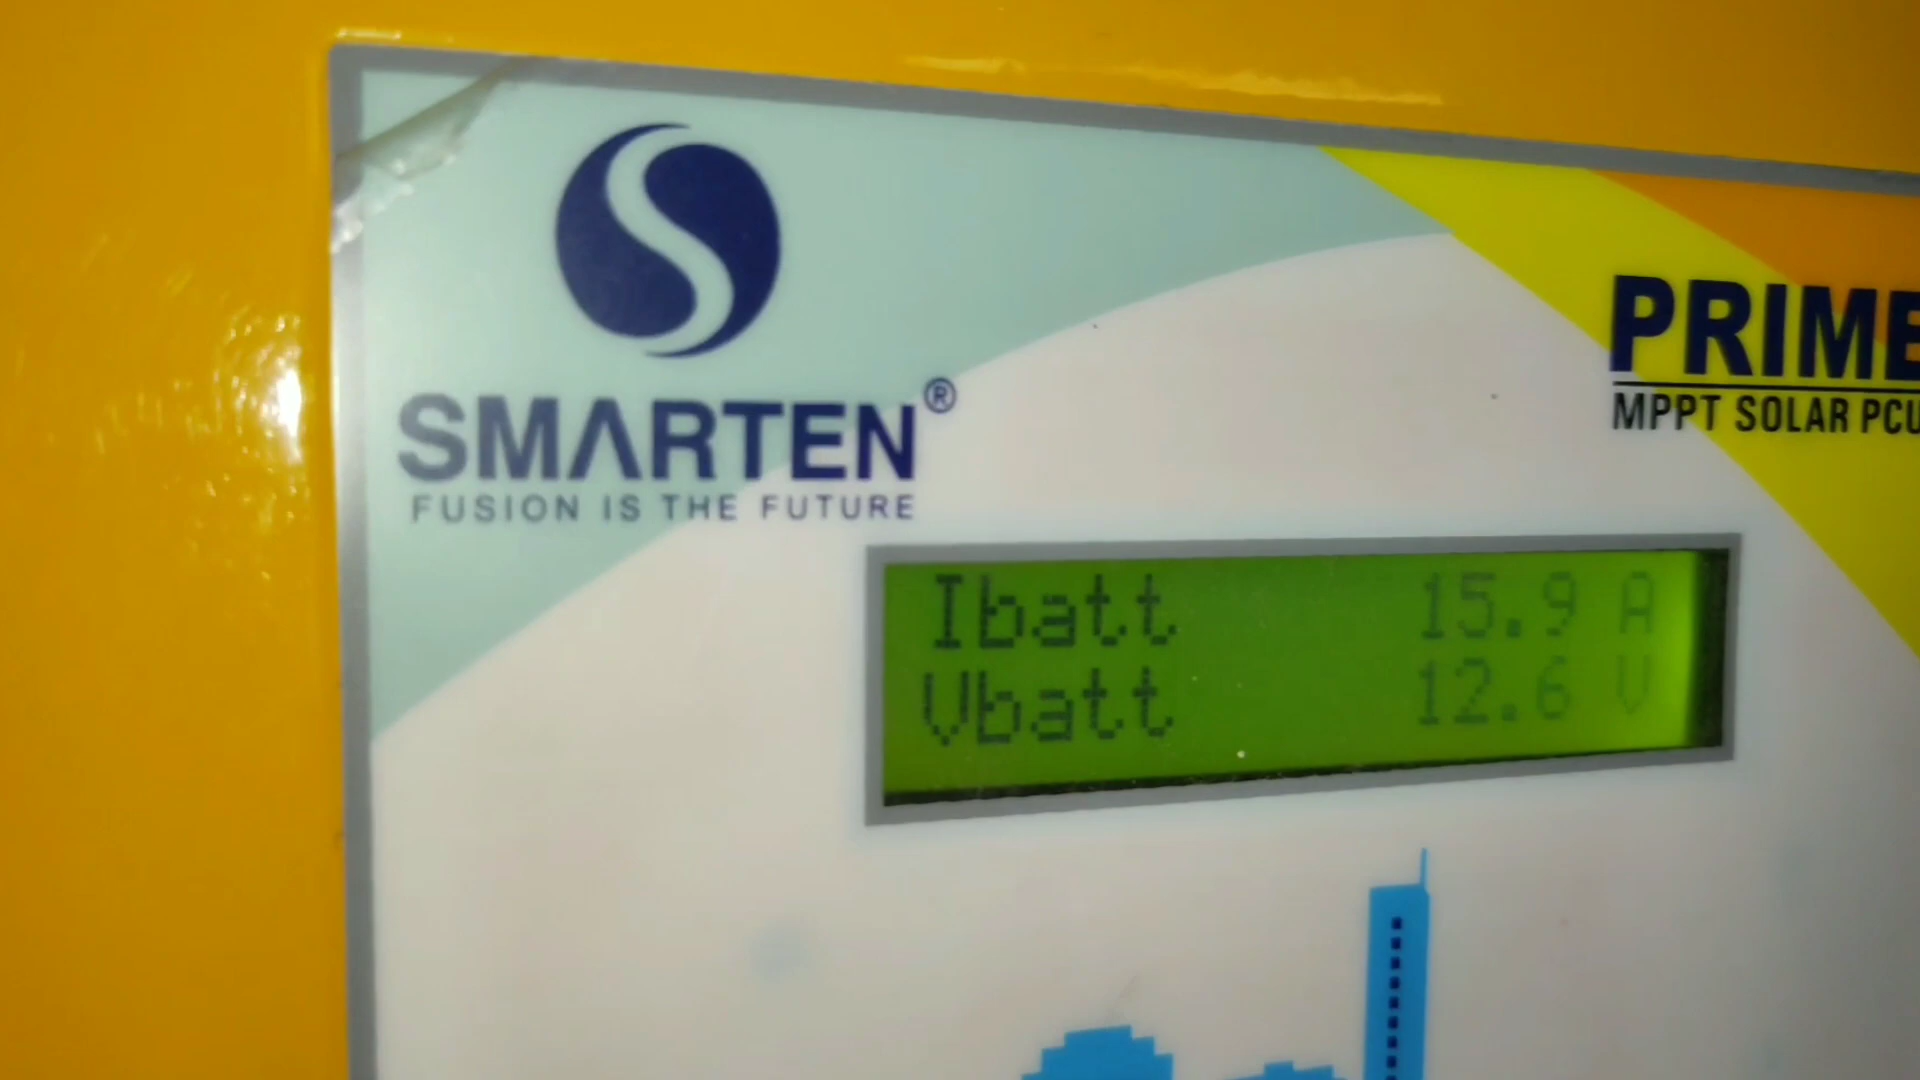 SMARTEN®
FUSION IS THE FUTURE
PRIME
MPPT SOLAR PCU
Ibatt 15.9 A
Vbatt 12.6 V